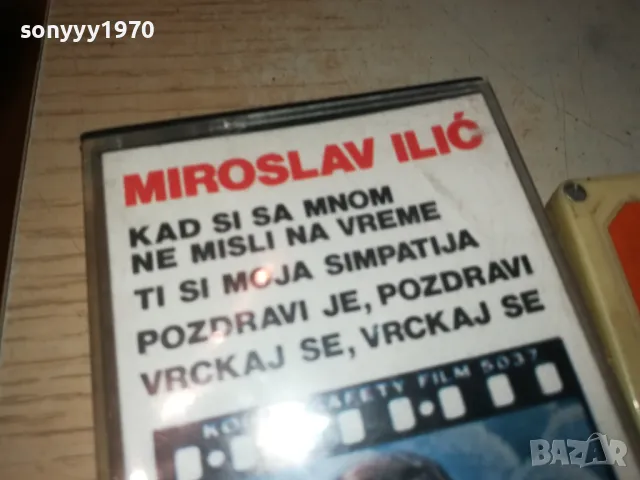 sonyyy1970
MIROSLAV ILIĆ
KAD SI SA MNOM
NE MISLI NA VREME
TI SI MOJA SIMPATIJA
POZDRAVI JE, POZDRAVI
VRCKAJ SE, VRCKAJ SE
SAFETY FILM 5037
BAZAR